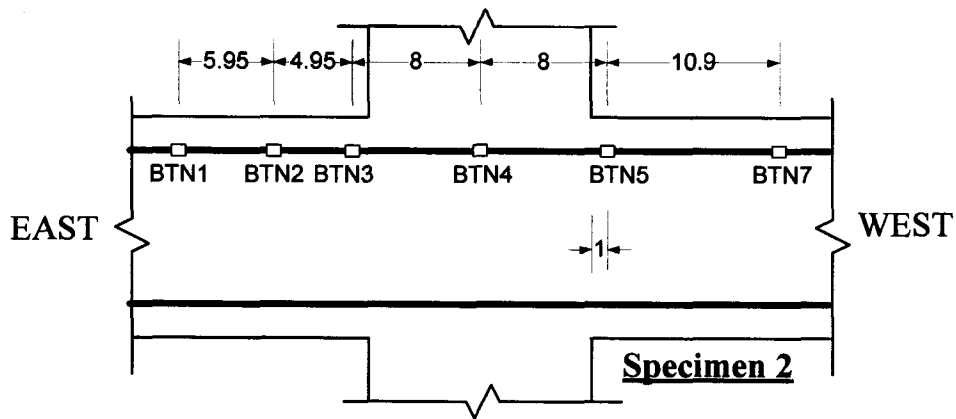 5.95 4.95 8 8 10.9
BTN1 BTN2 BTN3 BTN4 BTN5 BTN7
EAST WEST
1
Specimen 2